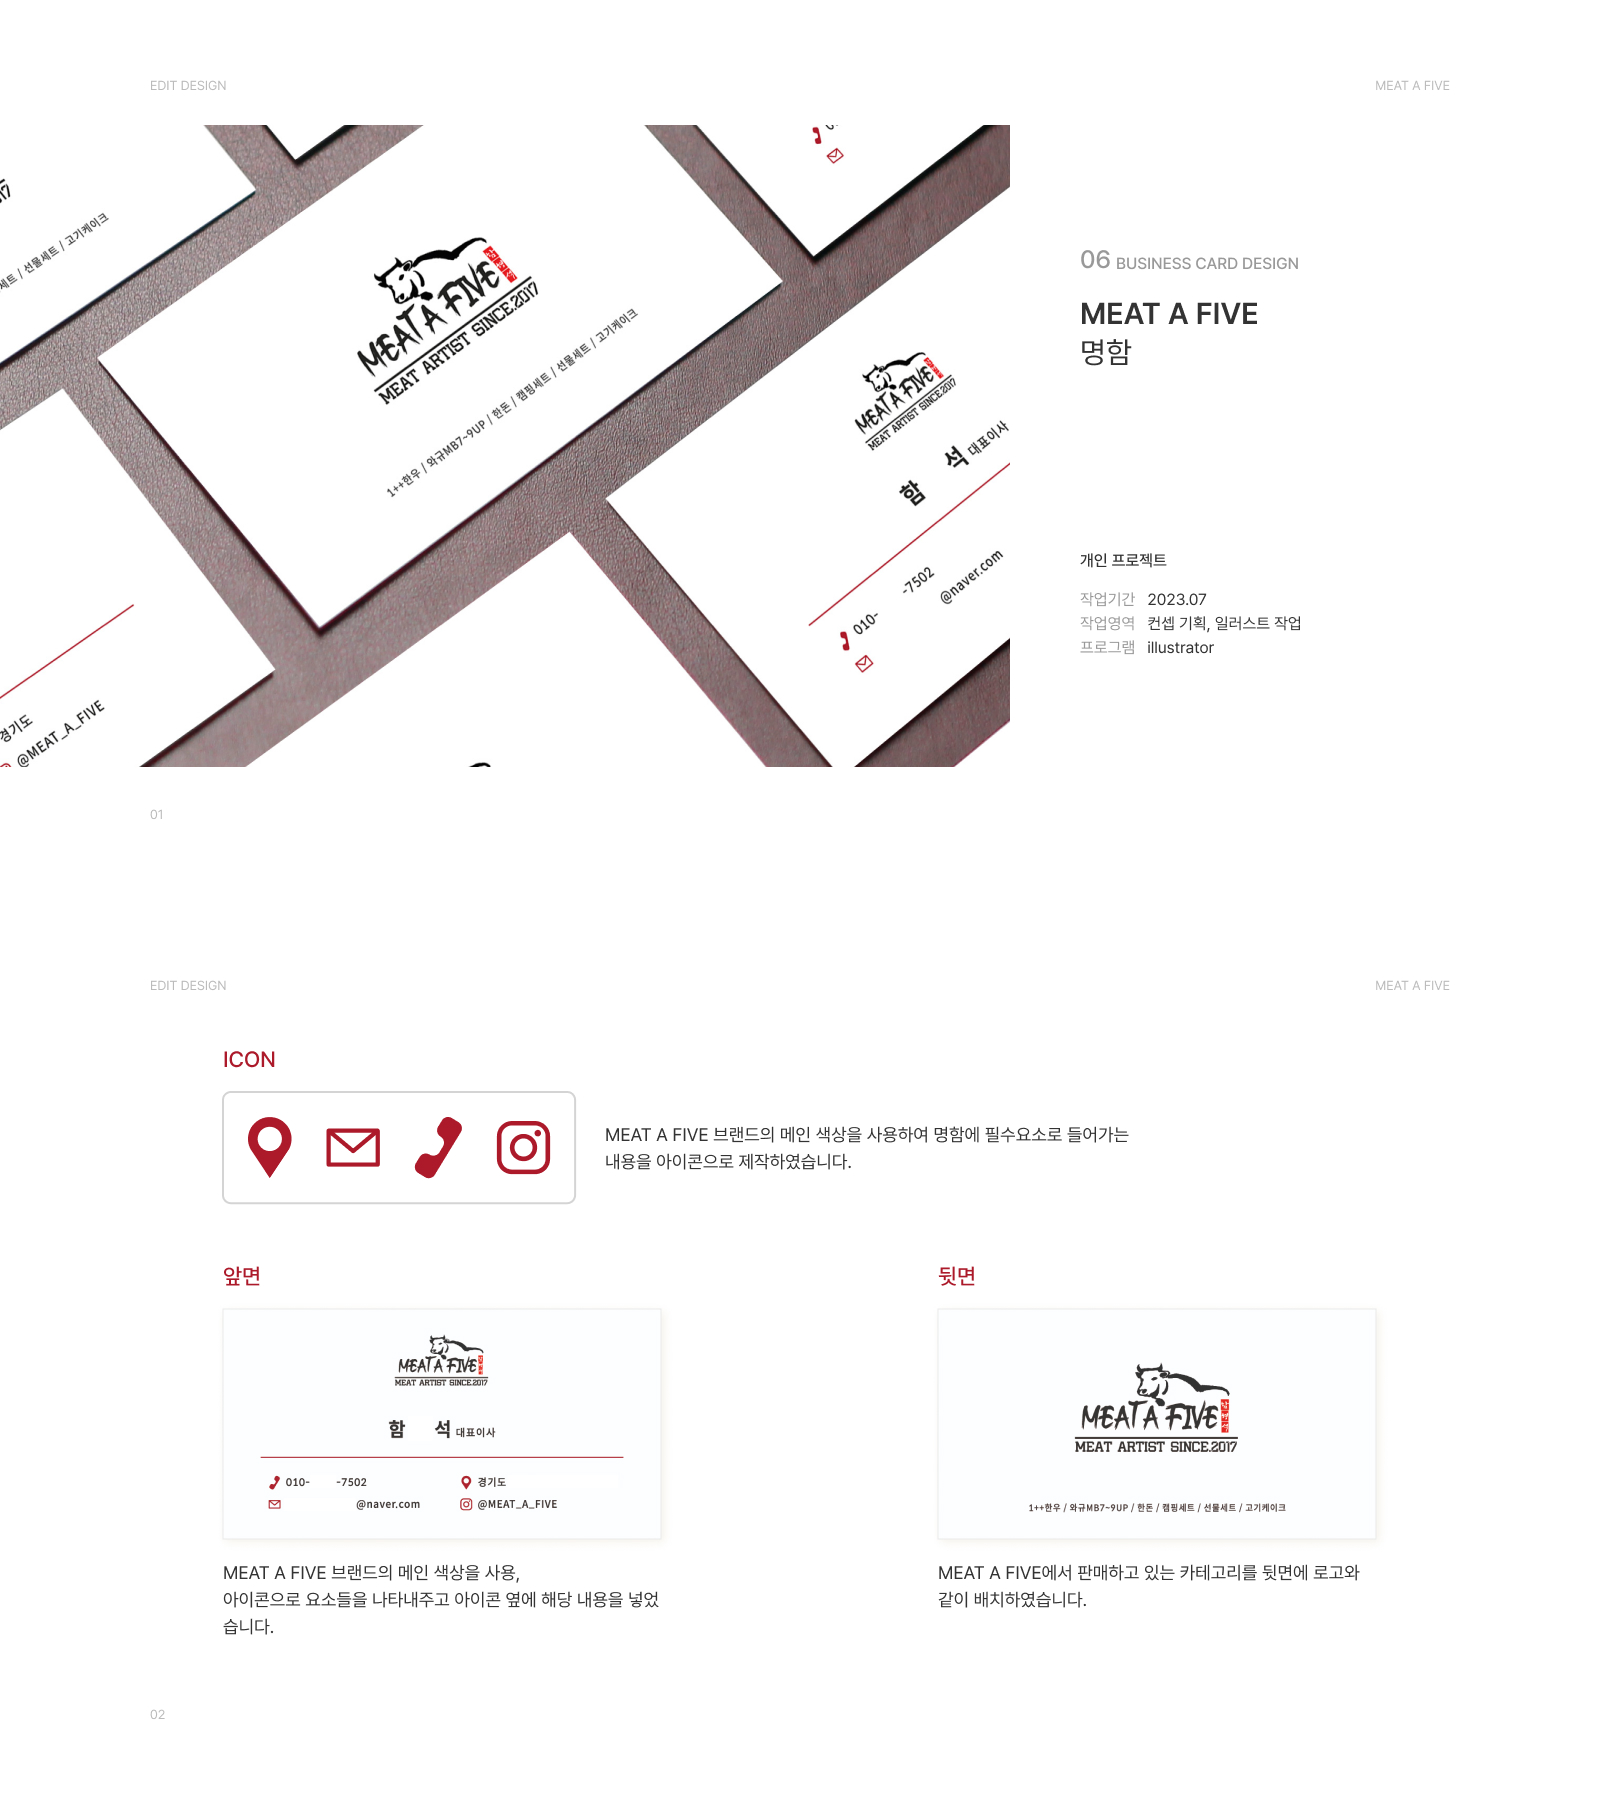 EDIT DESIGN
MEAT A FIVE
세트 / 선물세트 / 고기케이크
MEAT A FIVE
MEAT ARTIST SINCE.2017
1++한우 / 와규MB7~9UP / 한돈 / 캠핑세트 / 선물세트 / 고기케이크
MEAT A FIVE
MEAT ARTIST SINCE.2017
함 석 대표이사
010- -7502
@naver.com
경기도
@MEAT_A_FIVE
06 BUSINESS CARD DESIGN
MEAT A FIVE
명함
개인 프로젝트
작업기간 2023.07
작업영역 컨셉 기획, 일러스트 작업
프로그램 illustrator
01
EDIT DESIGN
MEAT A FIVE
ICON
MEAT A FIVE 브랜드의 메인 색상을 사용하여 명함에 필수요소로 들어가는
내용을 아이콘으로 제작하였습니다.
앞면
MEAT A FIVE
MEAT ARTIST SINCE.2017
함 석 대표이사
010- -7502
경기도
@naver.com
@MEAT_A_FIVE
MEAT A FIVE 브랜드의 메인 색상을 사용,
아이콘으로 요소들을 나타내주고 아이콘 옆에 해당 내용을 넣었
습니다.
뒷면
MEAT A FIVE
MEAT ARTIST SINCE.2017
1++한우 / 와규MB7~9UP / 한돈 / 캠핑세트 / 선물세트 / 고기케이크
MEAT A FIVE에서 판매하고 있는 카테고리를 뒷면에 로고와
같이 배치하였습니다.
02